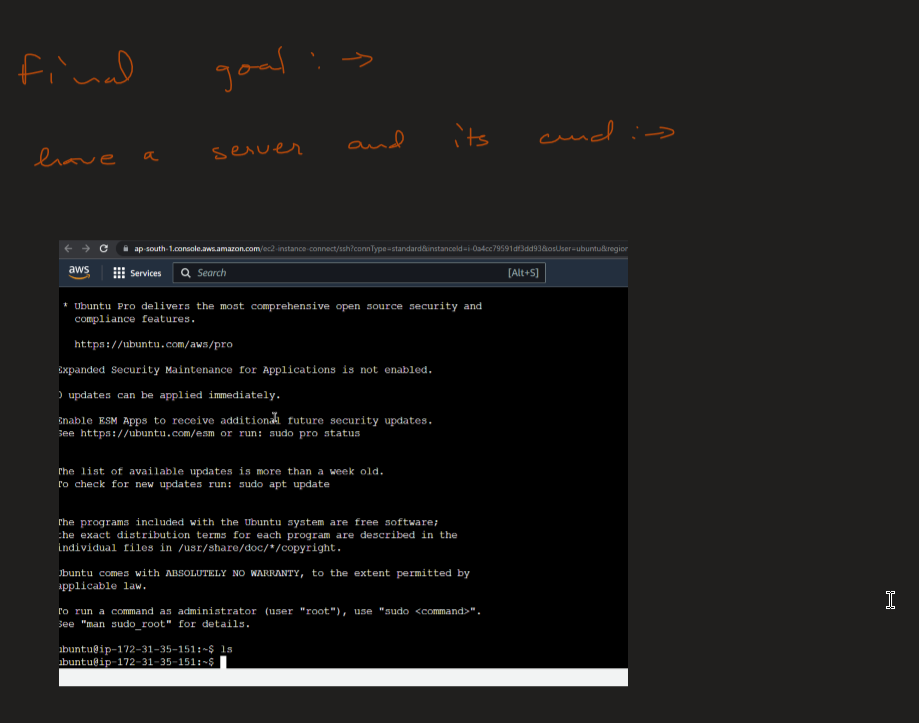 Final goal : →
have a server and its cmd : →
ap-south-1.console.aws.amazon.com/ec2-instance-connect/ssh?connType=standard&instanceId=i-0a4cc79591df3dd93&osUser=ubuntu&region
aws Services Search [Alt+S]
* Ubuntu Pro delivers the most comprehensive open source security and
compliance features.
https://ubuntu.com/aws/pro
Expanded Security Maintenance for Applications is not enabled.
0 updates can be applied immediately.
Enable ESM Apps to receive additional future security updates.
See https://ubuntu.com/esm or run: sudo pro status
The list of available updates is more than a week old.
To check for new updates run: sudo apt update
The programs included with the Ubuntu system are free software;
the exact distribution terms for each program are described in the
individual files in /usr/share/doc/*/copyright.
Ubuntu comes with ABSOLUTELY NO WARRANTY, to the extent permitted by
applicable law.
To run a command as administrator (user "root"), use "sudo <command>".
See "man sudo_root" for details.
ubuntu@ip-172-31-35-151:~$ ls
ubuntu@ip-172-31-35-151:~$